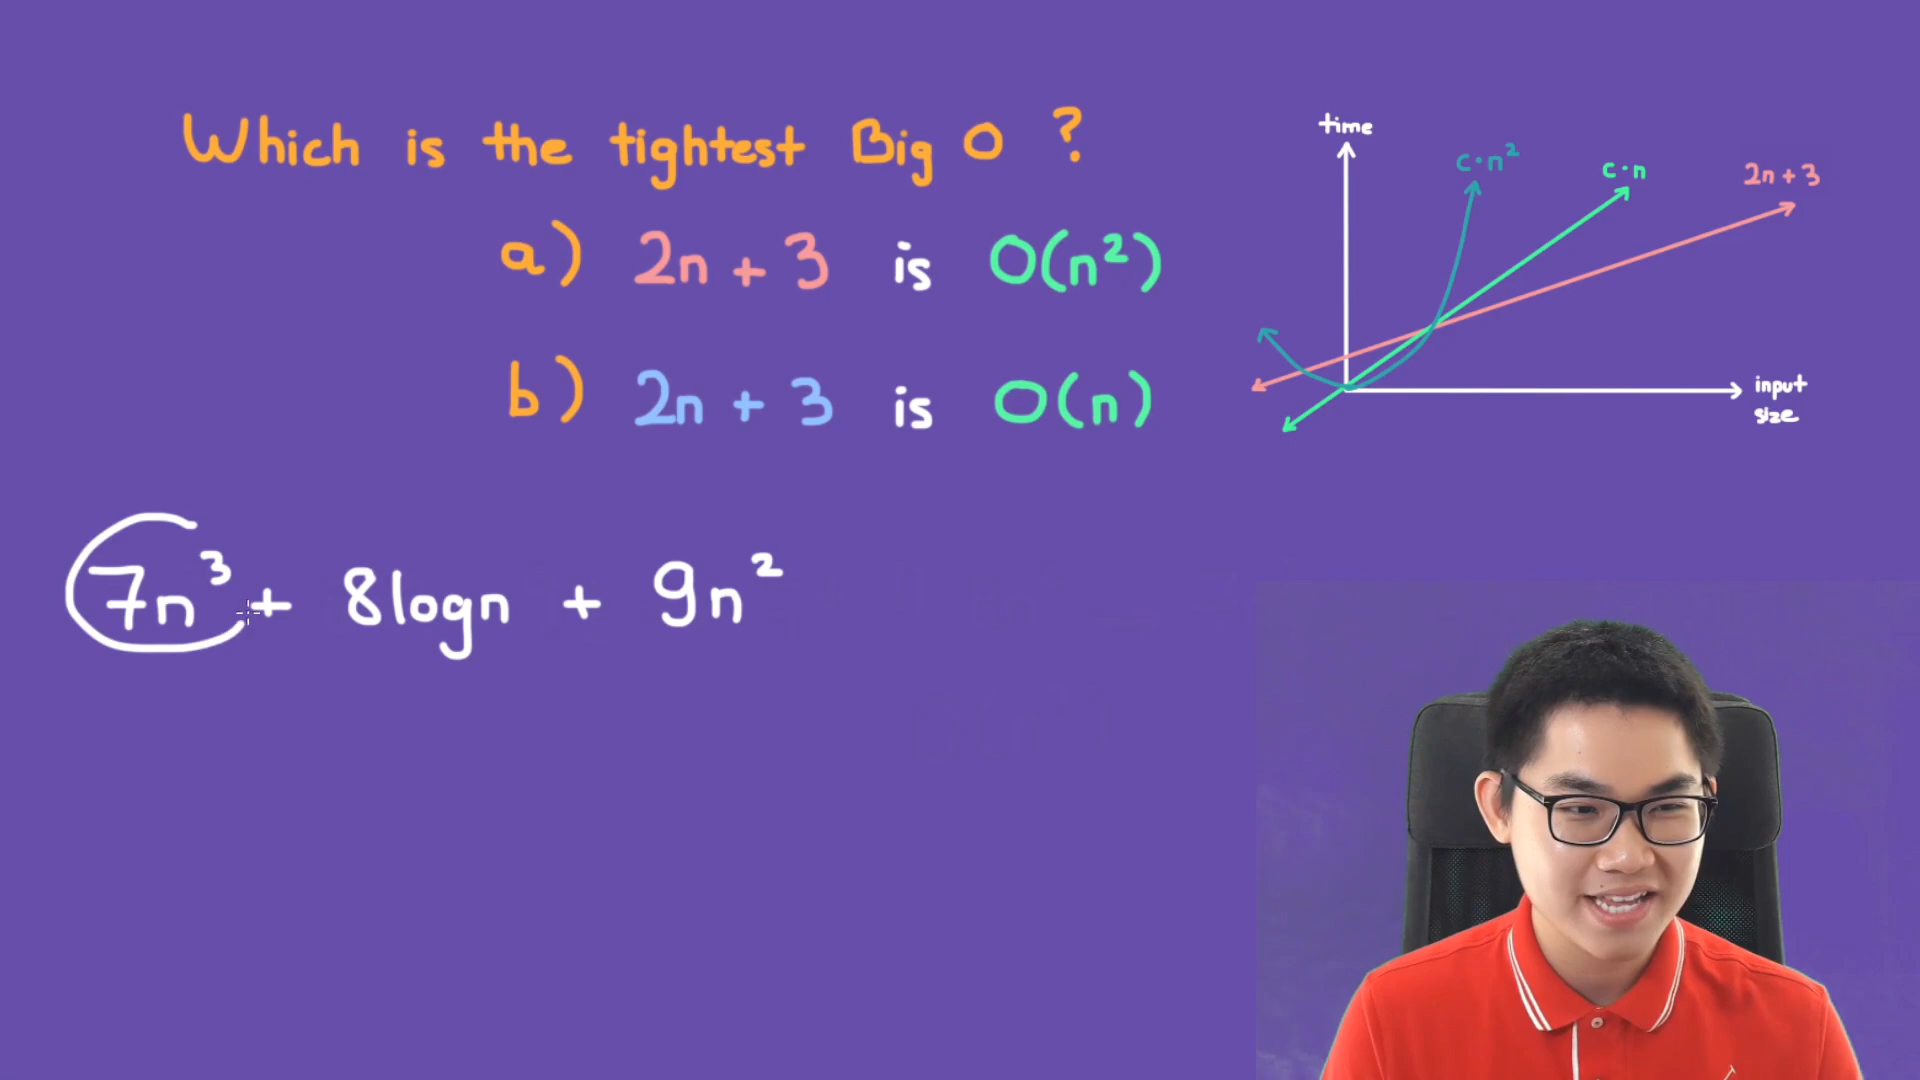 Which is the tightest Big O ?
a) 2n + 3 is O(n²)
b) 2n + 3 is O(n)
time
c·n²
c·n
2n + 3
input
size
7n³ + 8logn + 9n²